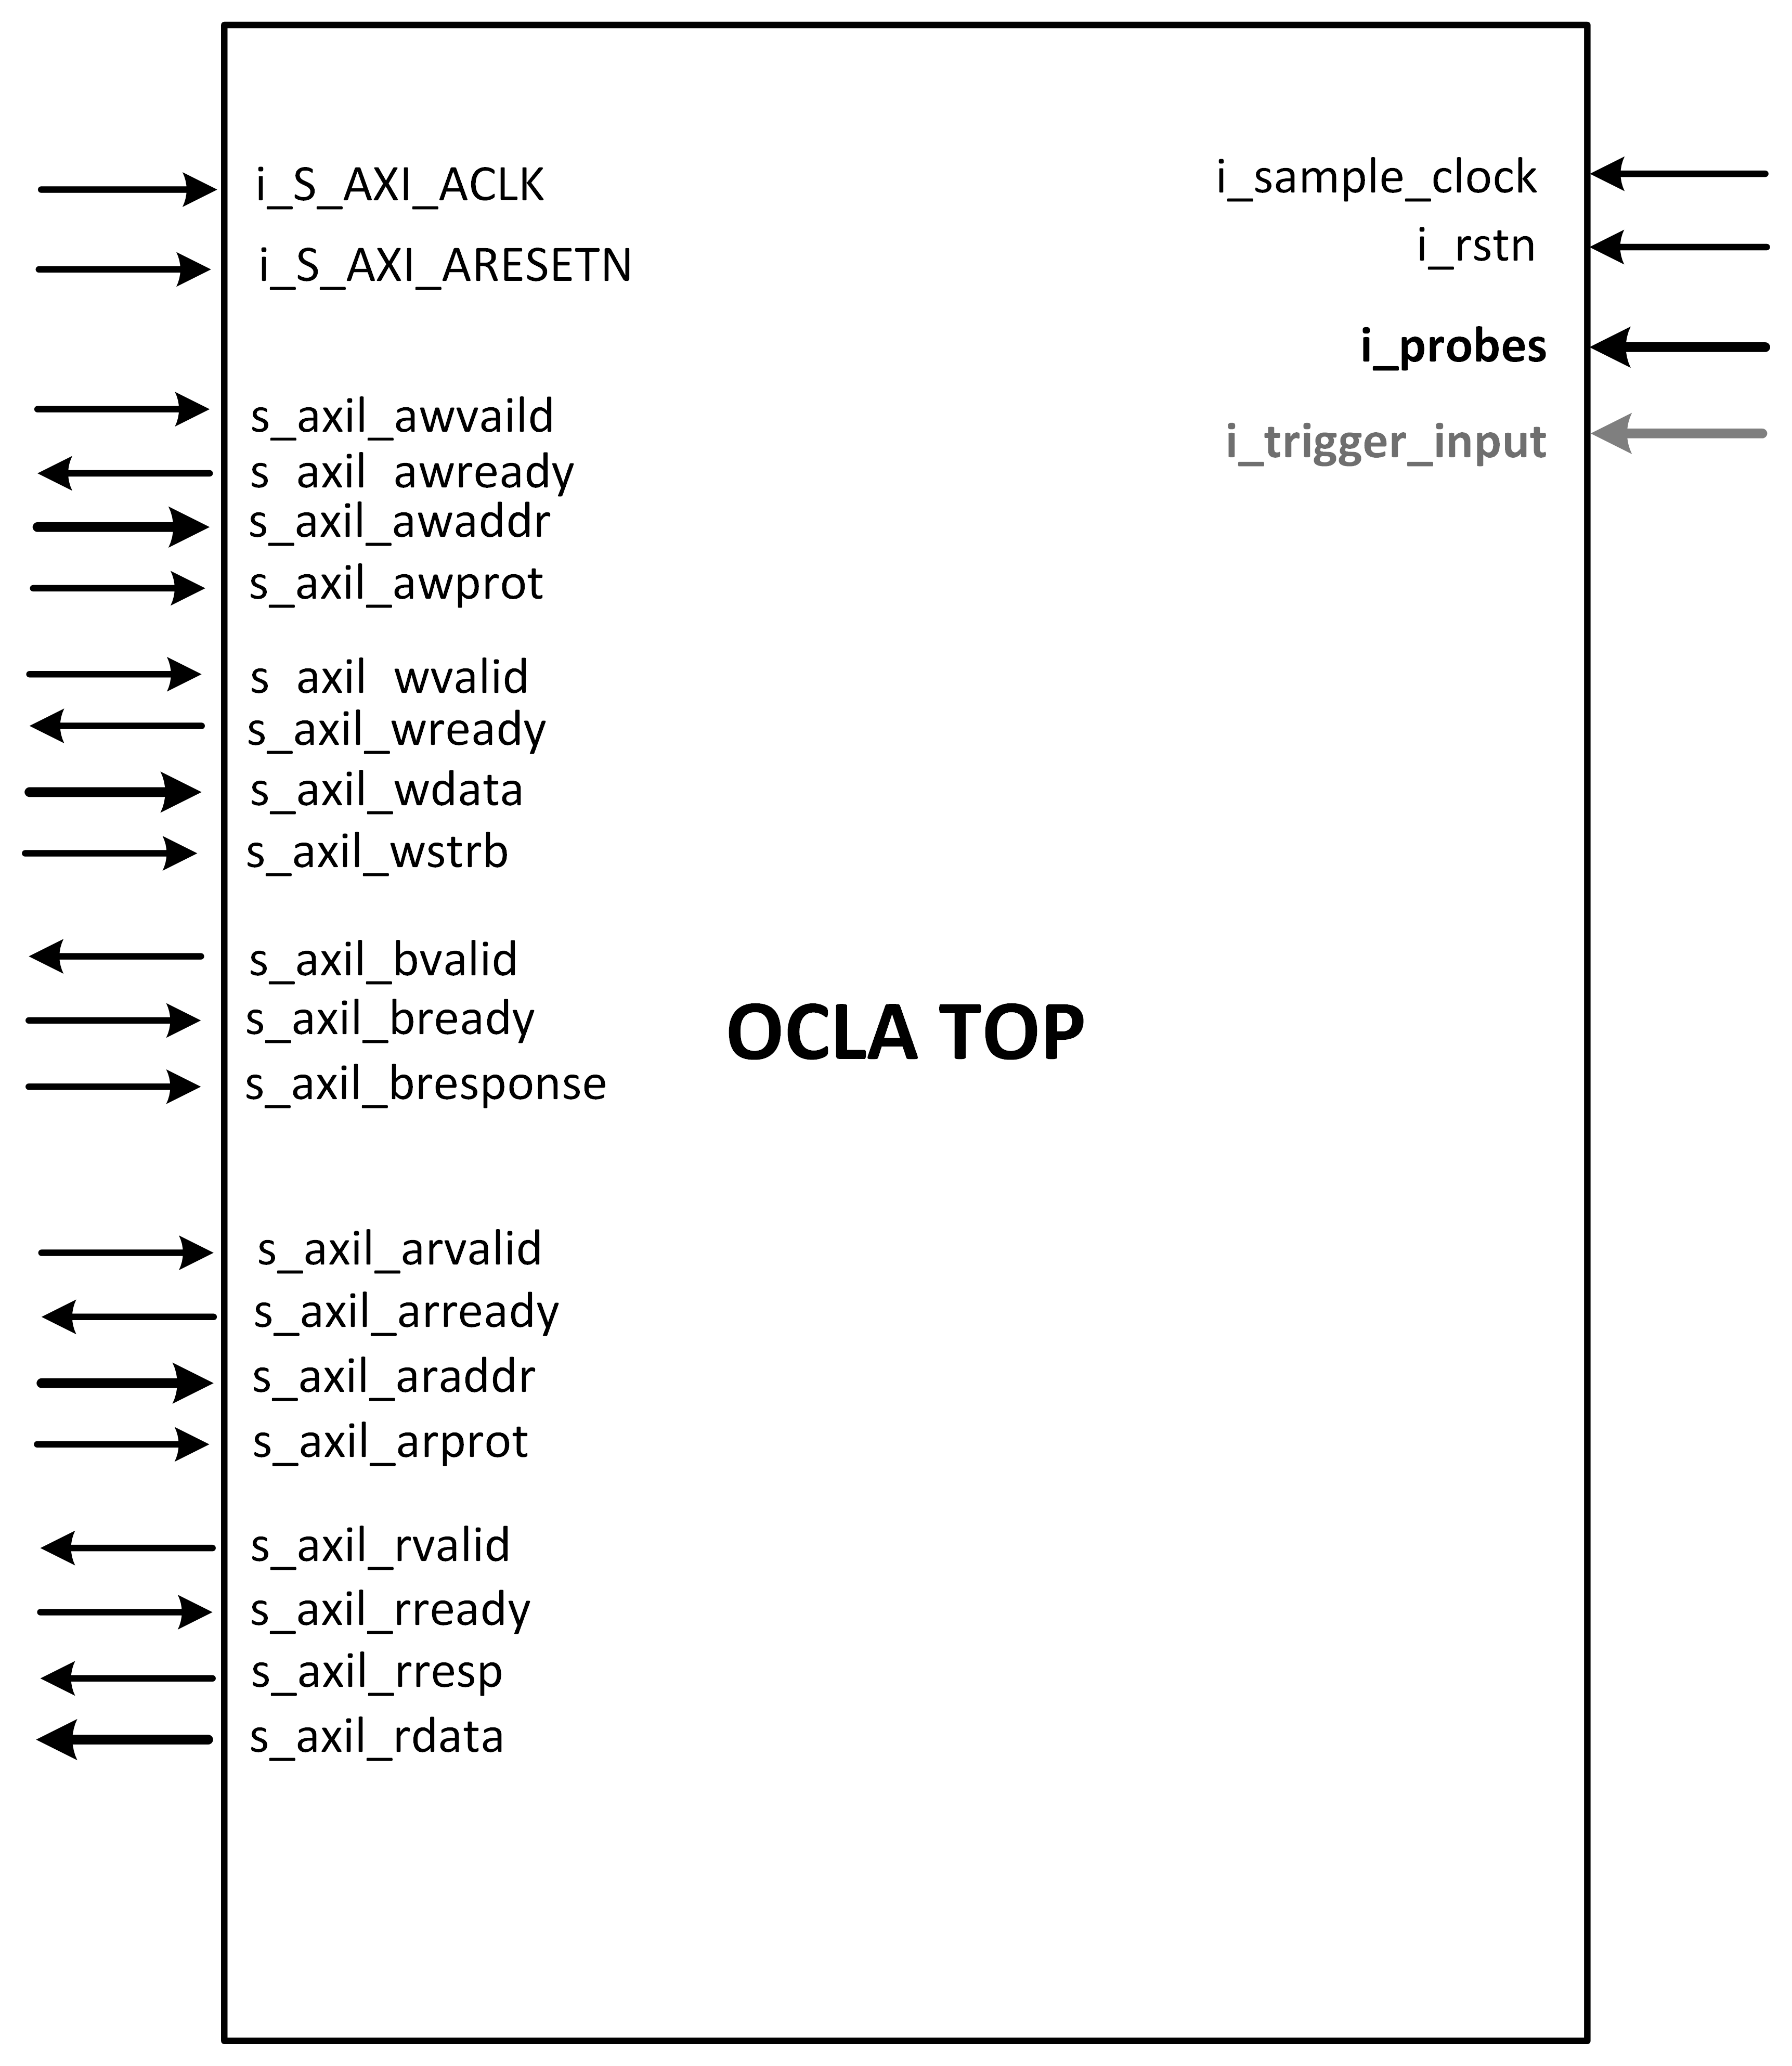 i_S_AXI_ACLK
i_S_AXI_ARESETN
s_axil_awvaild
s_axil_awready
s_axil_awaddr
s_axil_awprot
s_axil_wvalid
s_axil_wready
s_axil_wdata
s_axil_wstrb
s_axil_bvalid
s_axil_bready
s_axil_bresponse
s_axil_arvalid
s_axil_arready
s_axil_araddr
s_axil_arprot
s_axil_rvalid
s_axil_rready
s_axil_rresp
s_axil_rdata
OCLA TOP
i_sample_clock
i_rstn
i_probes
i_trigger_input